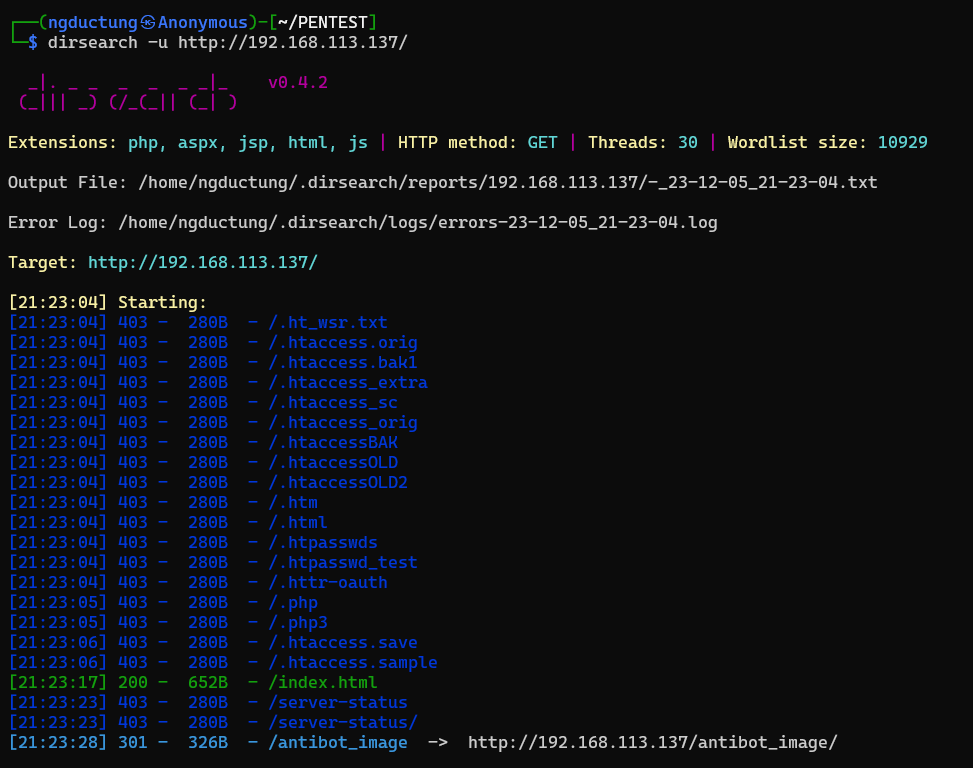 ┌──(ngductung㉿Anonymous)-[~/PENTEST]
└─$ dirsearch -u http://192.168.113.137/
  _|. _ _  _  _  _ _|_    v0.4.2
 (_||| _) (/_(_|| (_| )
Extensions: php, aspx, jsp, html, js | HTTP method: GET | Threads: 30 | Wordlist size: 10929
Output File: /home/ngductung/.dirsearch/reports/192.168.113.137/-_23-12-05_21-23-04.txt
Error Log: /home/ngductung/.dirsearch/logs/errors-23-12-05_21-23-04.log
Target: http://192.168.113.137/
[21:23:04] Starting:
[21:23:04] 403 -  280B  - /.ht_wsr.txt
[21:23:04] 403 -  280B  - /.htaccess.orig
[21:23:04] 403 -  280B  - /.htaccess.bak1
[21:23:04] 403 -  280B  - /.htaccess_extra
[21:23:04] 403 -  280B  - /.htaccess_sc
[21:23:04] 403 -  280B  - /.htaccess_orig
[21:23:04] 403 -  280B  - /.htaccessBAK
[21:23:04] 403 -  280B  - /.htaccessOLD
[21:23:04] 403 -  280B  - /.htaccessOLD2
[21:23:04] 403 -  280B  - /.htm
[21:23:04] 403 -  280B  - /.html
[21:23:04] 403 -  280B  - /.htpasswds
[21:23:04] 403 -  280B  - /.htpasswd_test
[21:23:04] 403 -  280B  - /.httr-oauth
[21:23:05] 403 -  280B  - /.php
[21:23:05] 403 -  280B  - /.php3
[21:23:06] 403 -  280B  - /.htaccess.save
[21:23:06] 403 -  280B  - /.htaccess.sample
[21:23:17] 200 -  652B  - /index.html
[21:23:23] 403 -  280B  - /server-status
[21:23:23] 403 -  280B  - /server-status/
[21:23:28] 301 -  326B  - /antibot_image  ->  http://192.168.113.137/antibot_image/